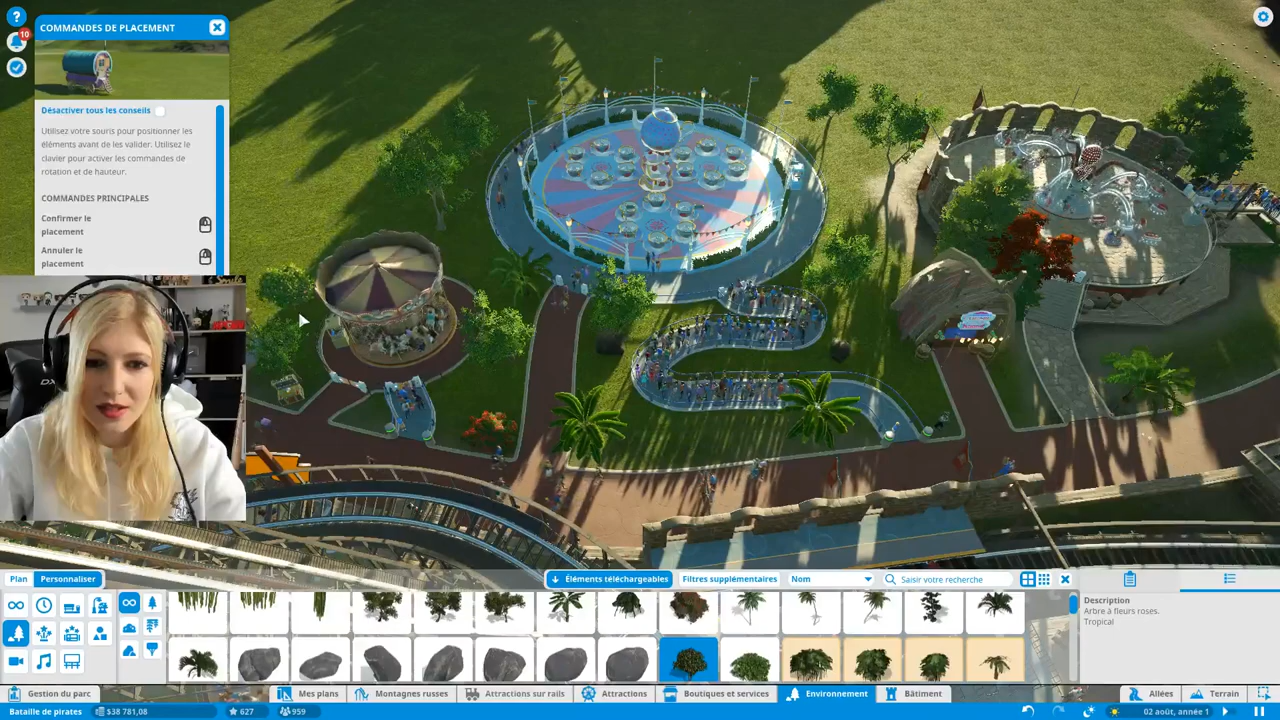 COMMANDES DE PLACEMENT
10
Désactiver tous les conseils
Utilisez votre souris pour positionner les
éléments avant de les valider. Utilisez le
clavier pour activer les commandes de
rotation et de hauteur.
COMMANDES PRINCIPALES
Confirmer le
placement
Annuler le
placement
Plan
Personnaliser
Éléments téléchargeables
Filtres supplémentaires
Nom
Saisir votre recherche
Description
Arbre à fleurs roses.
Tropical
Gestion du parc
Mes plans
Montagnes russes
Attractions sur rails
Attractions
Boutiques et services
Environnement
Bâtiment
Allées
Terrain
Bataille de pirates
$38 781,08
627
959
02 août, année 1